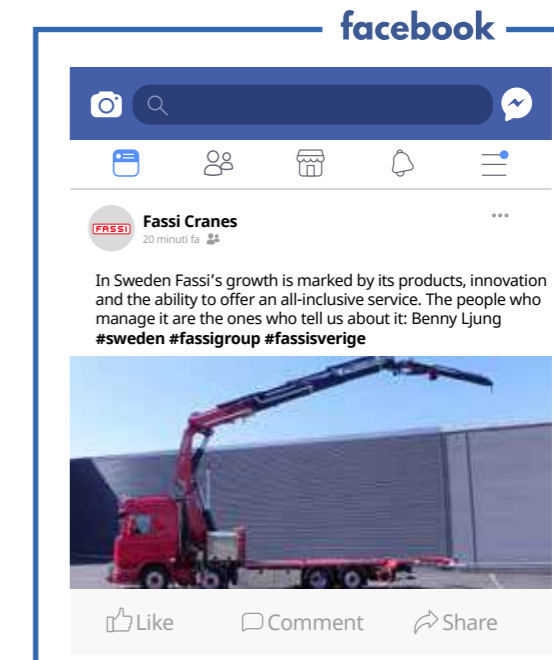 facebook
FASSI
Fassi Cranes
20 minuti fa
In Sweden Fassi's growth is marked by its products, innovation
and the ability to offer an all-inclusive service. The people who
manage it are the ones who tell us about it: Benny Ljung
#sweden #fassigroup #fassisverige
Like Comment Share